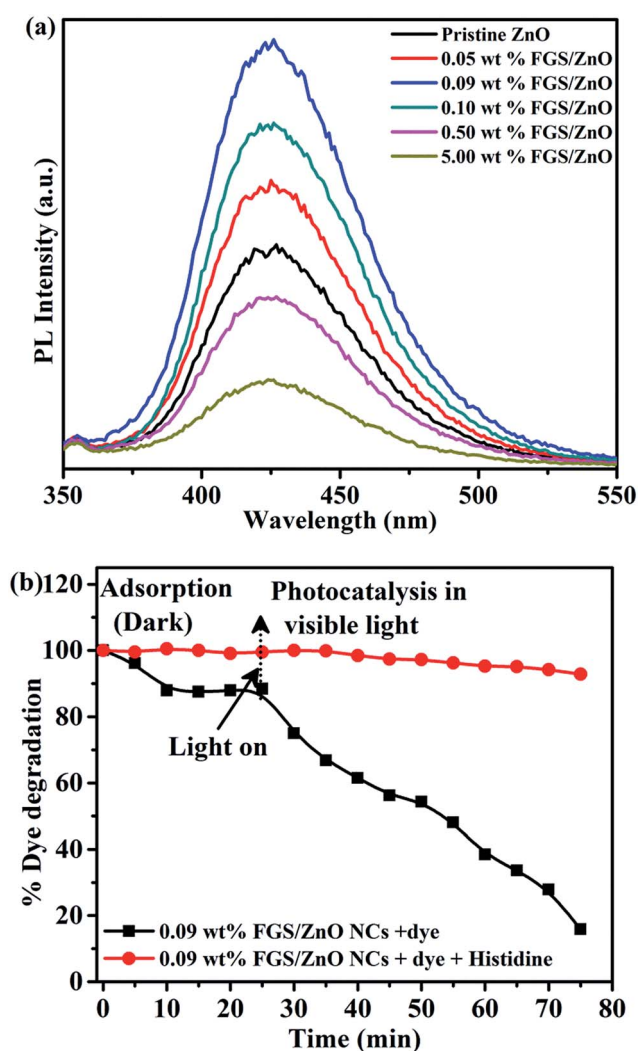 (a)
Pristine ZnO
0.05 wt % FGS/ZnO
0.09 wt % FGS/ZnO
0.10 wt % FGS/ZnO
0.50 wt % FGS/ZnO
5.00 wt % FGS/ZnO
PL Intensity (a.u.)
350 400 450 500 550
Wavelength (nm)
(b)
120
100
80
60
40
20
0
% Dye degradation
Adsorption
(Dark)
Photocatalysis in
visible light
Light on
0.09 wt% FGS/ZnO NCs +dye
0.09 wt% FGS/ZnO NCs + dye + Histidine
0 10 20 30 40 50 60 70 80
Time (min)